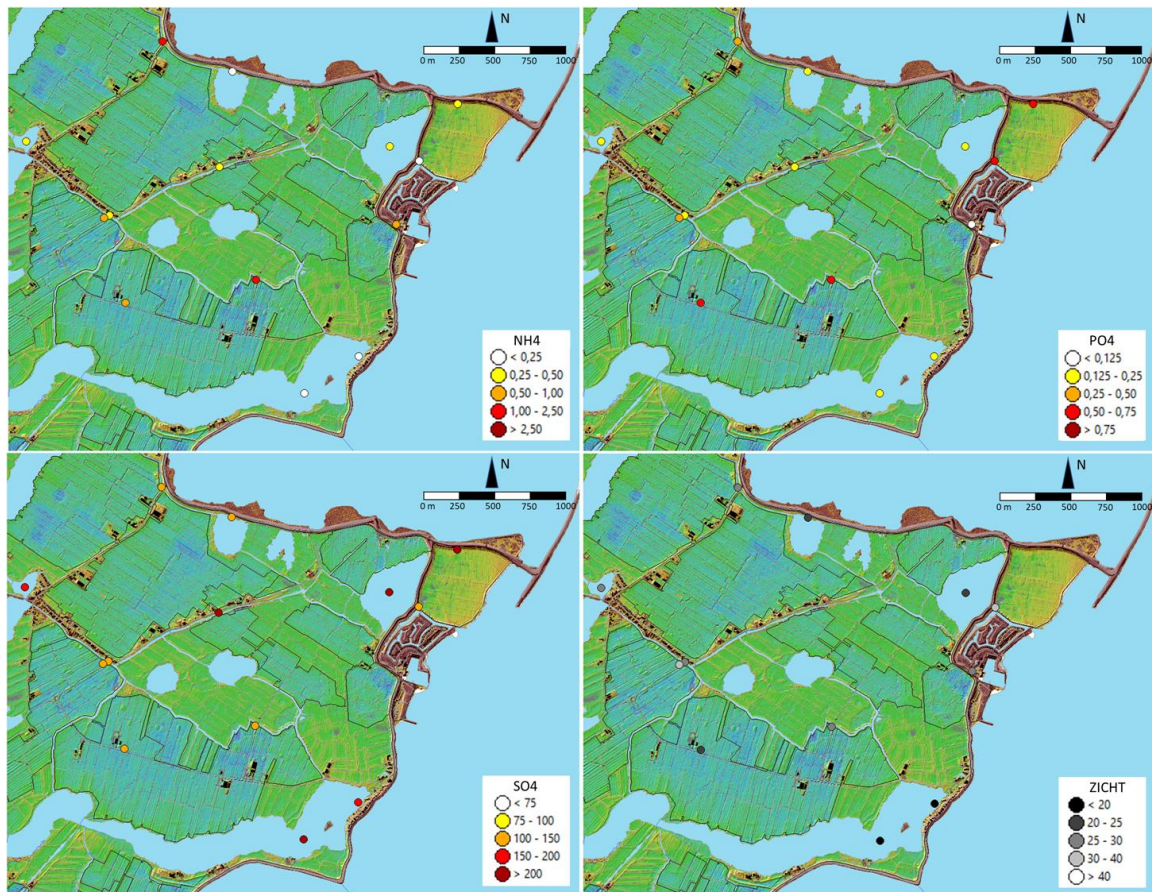 N
0 m 250 500 750 1000
NH4
< 0,25
0,25 - 0,50
0,50 - 1,00
1,00 - 2,50
> 2,50
N
0 m 250 500 750 1000
PO4
< 0,125
0,125 - 0,25
0,25 - 0,50
0,50 - 0,75
> 0,75
N
0 m 250 500 750 1000
SO4
< 75
75 - 100
100 - 150
150 - 200
> 200
N
0 m 250 500 750 1000
ZICHT
< 20
20 - 25
25 - 30
30 - 40
> 40